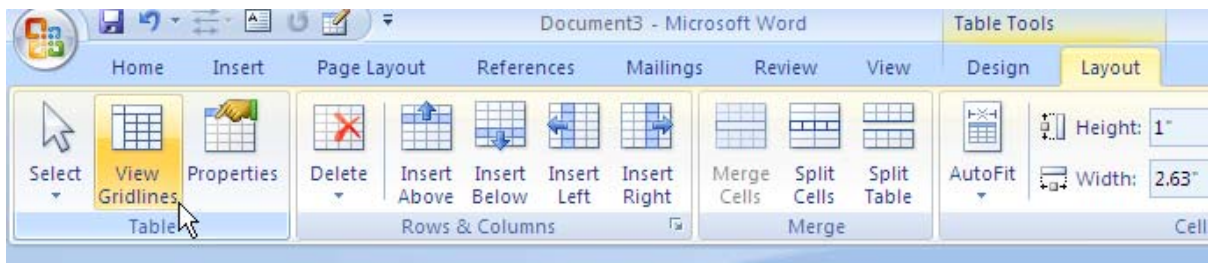 Document3 - Microsoft Word Table Tools
Home Insert Page Layout References Mailings Review View Design Layout
Select View Gridlines Properties Delete Insert Above Insert Below Insert Left Insert Right Merge Cells Split Cells Split Table AutoFit Height: 1" Width: 2.63"
Table Rows & Columns Merge Cell